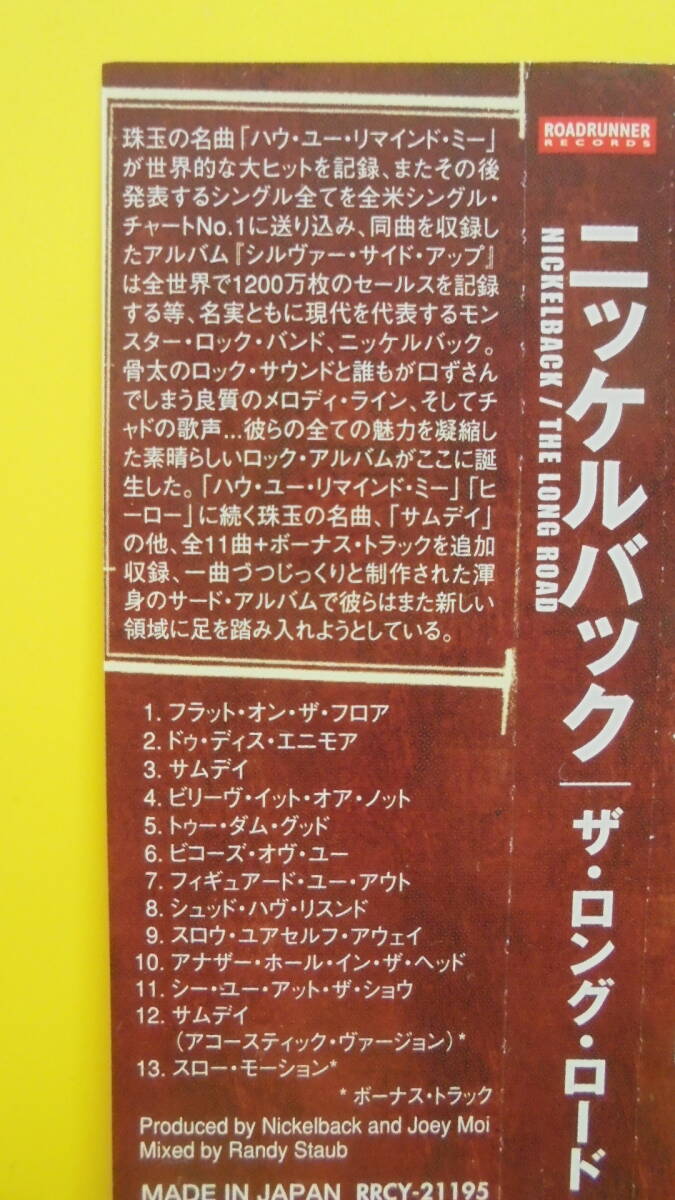 珠玉の名曲「ハウ・ユー・リマインド・ミー」
が世界的な大ヒットを記録、またその後
発表するシングル全てを全米シングル・
チャートNo.1に送り込み、同曲を収録し
たアルバム『シルヴァー・サイド・アップ』
は全世界で1200万枚のセールスを記録
する等、名実ともに現代を代表するモン
スター・ロック・バンド、ニッケルバック。
骨太のロック・サウンドと誰もが口ずさん
でしまう良質のメロディ・ライン、そしてチ
ャドの歌声…彼らの全ての魅力を凝縮し
た素晴らしいロック・アルバムがここに誕
生した。「ハウ・ユー・リマインド・ミー」「ヒ
ーロー」に続く珠玉の名曲、「サムデイ」
の他、全11曲+ボーナス・トラックを追加
収録、一曲づつじっくりと制作された渾
身のサード・アルバムで彼らはまた新しい
領域に足を踏み入れようとしている。
1. フラット・オン・ザ・フロア
2. ドゥ・ディス・エニモア
3. サムデイ
4. ビリーヴ・イット・オア・ノット
5. トゥー・ダム・グッド
6. ビコーズ・オヴ・ユー
7. フィギュアード・ユー・アウト
8. シュッド・ハヴ・リスンド
9. スロウ・ユアセルフ・アウェイ
10. アナザー・ホール・イン・ザ・ヘッド
11. シー・ユー・アット・ザ・ショウ
12. サムデイ
（アコースティック・ヴァージョン）*
13. スロー・モーション*
* ボーナス・トラック
Produced by Nickelback and Joey Moi
Mixed by Randy Staub
MADE IN JAPAN RRCY-21195
ROADRUNNER
RECORDS
ニッケルバック｜ザ・ロング・ロード
NICKELBACK / THE LONG ROAD